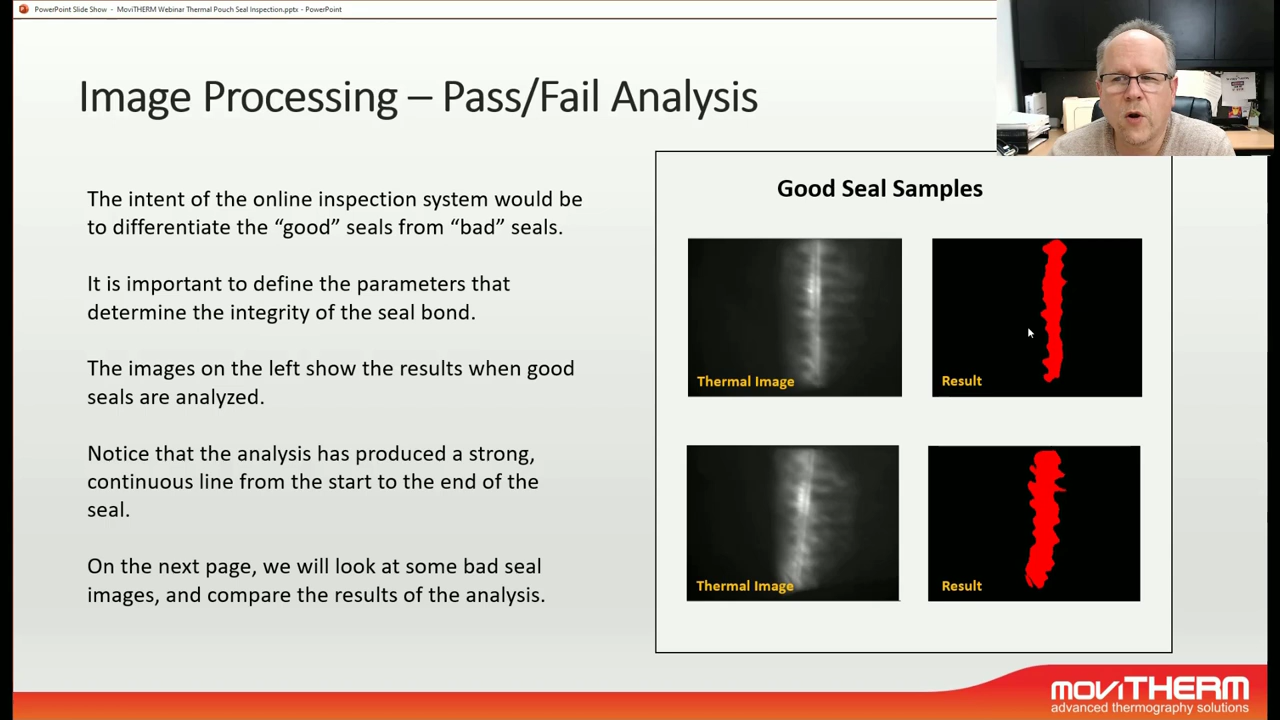 PowerPoint Slide Show - MoviTHERM Webinar Thermal Pouch Seal Inspection.pptx - PowerPoint
Image Processing – Pass/Fail Analysis
The intent of the online inspection system would be
to differentiate the “good” seals from “bad” seals.
It is important to define the parameters that
determine the integrity of the seal bond.
The images on the left show the results when good
seals are analyzed.
Notice that the analysis has produced a strong,
continuous line from the start to the end of the
seal.
On the next page, we will look at some bad seal
images, and compare the results of the analysis.
Good Seal Samples
Thermal Image
Result
Thermal Image
Result
moviTHERM
advanced thermography solutions